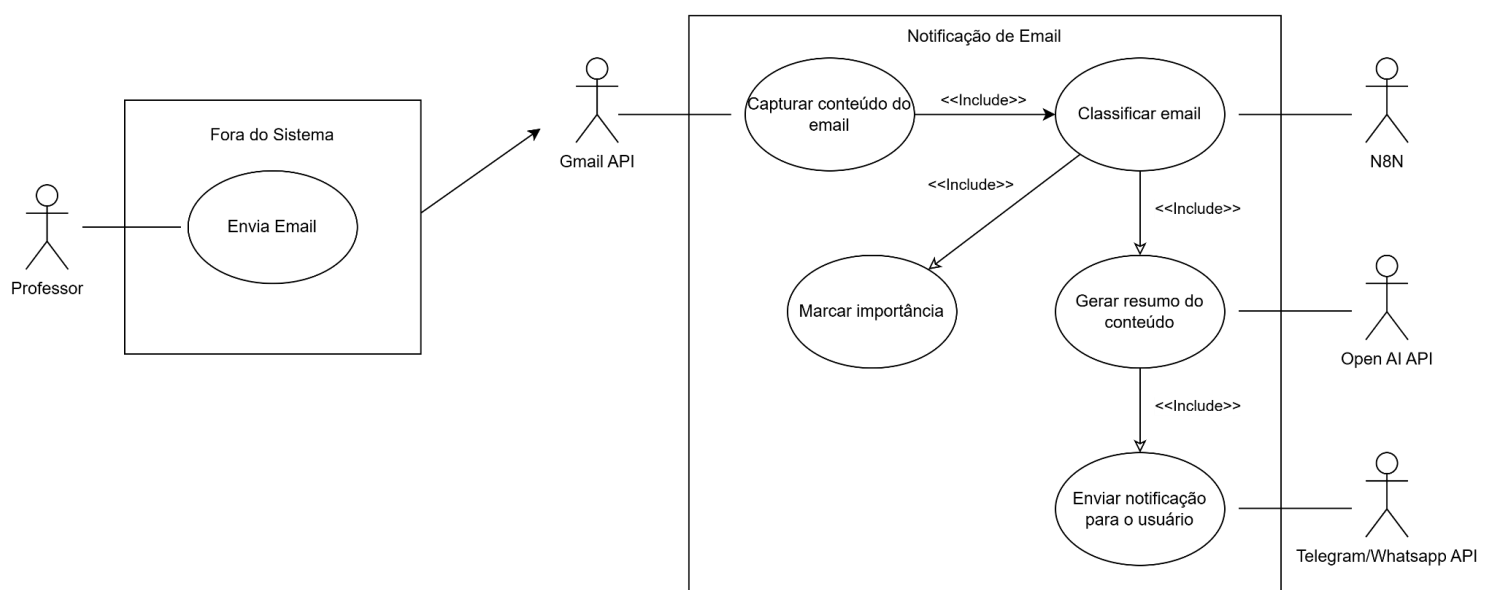 Notificação de Email
Fora do Sistema
Envia Email
Professor
Gmail API
Capturar conteúdo do
email
<<Include>>
Classificar email
N8N
<<Include>>
<<Include>>
Marcar importância
Gerar resumo do
conteúdo
Open AI API
<<Include>>
Enviar notificação
para o usuário
Telegram/Whatsapp API